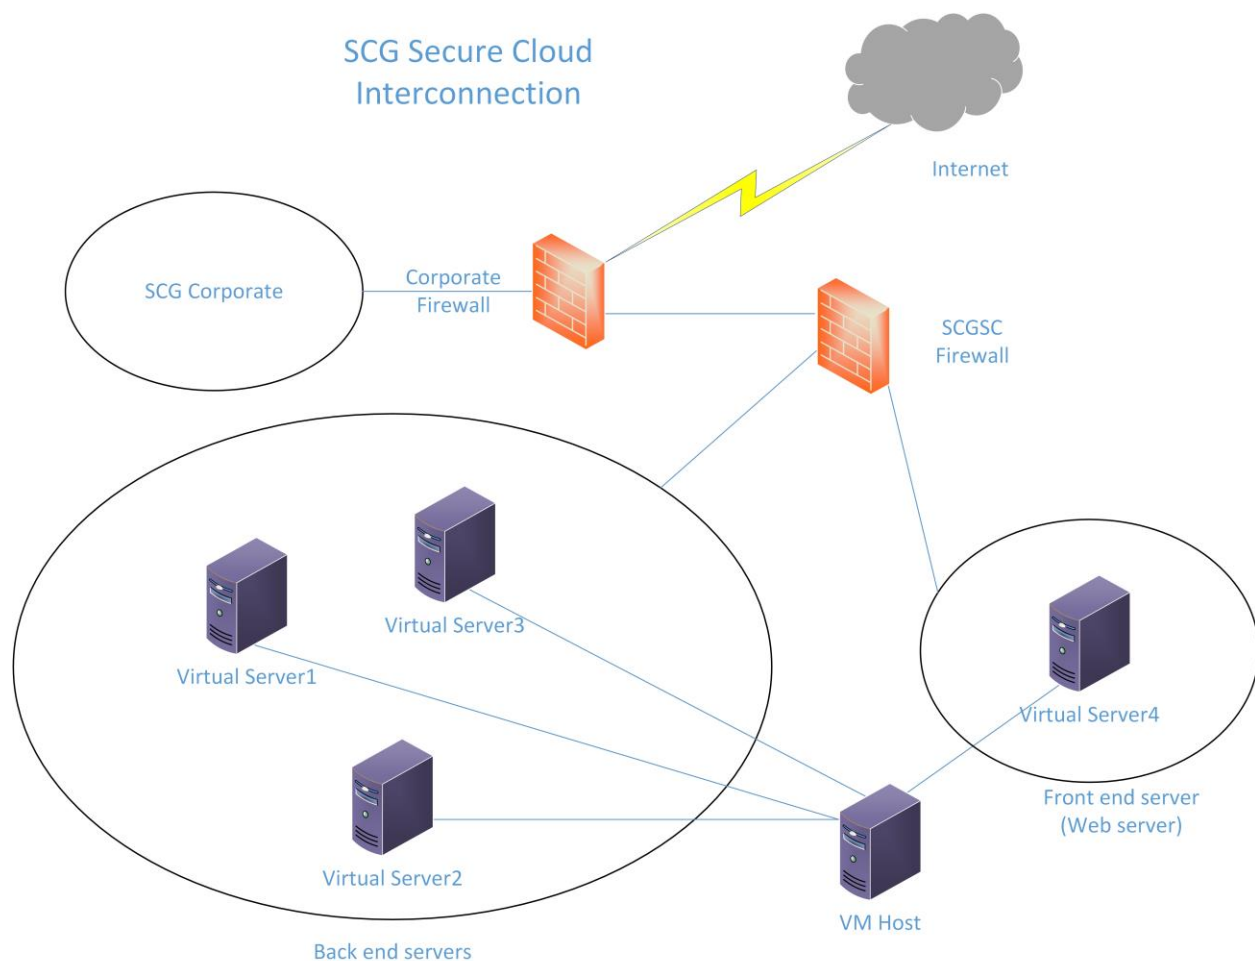 SCG Secure Cloud
Interconnection
Internet
SCG Corporate
Corporate
Firewall
SCGSC
Firewall
Virtual Server3
Virtual Server1
Virtual Server4
Front end server
(Web server)
Virtual Server2
VM Host
Back end servers